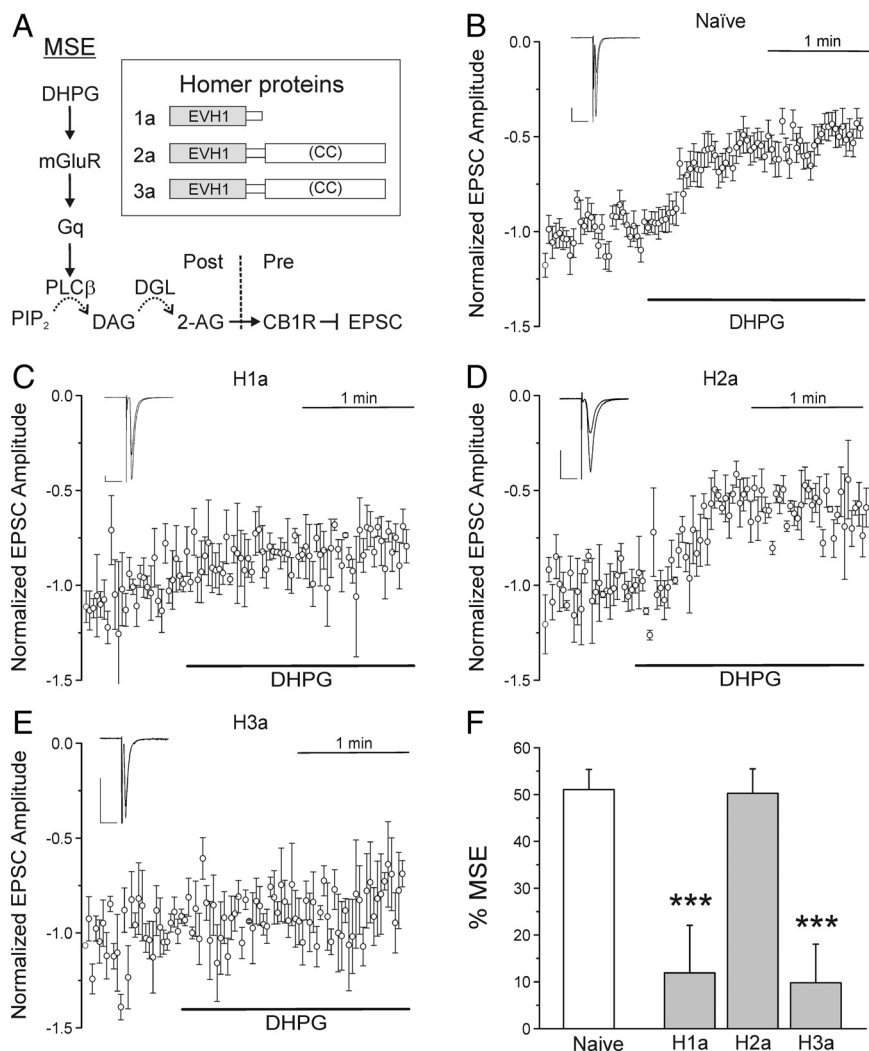 A
MSE
DHPG
mGluR
Gq
PLCβ
DGL
Post
Pre
PIP₂
DAG
2-AG
CB1R
EPSC
Homer proteins
1a EVH1
2a EVH1 (CC)
3a EVH1 (CC)
B
Naïve
Normalized EPSC Amplitude
0.0
-0.5
-1.0
-1.5
1 min
DHPG
C
H1a
Normalized EPSC Amplitude
0.0
-0.5
-1.0
-1.5
1 min
DHPG
D
H2a
Normalized EPSC Amplitude
0.0
-0.5
-1.0
-1.5
1 min
DHPG
E
H3a
Normalized EPSC Amplitude
0.0
-0.5
-1.0
-1.5
1 min
DHPG
F
% MSE
60
50
40
30
20
10
0
***
***
Naive H1a H2a H3a